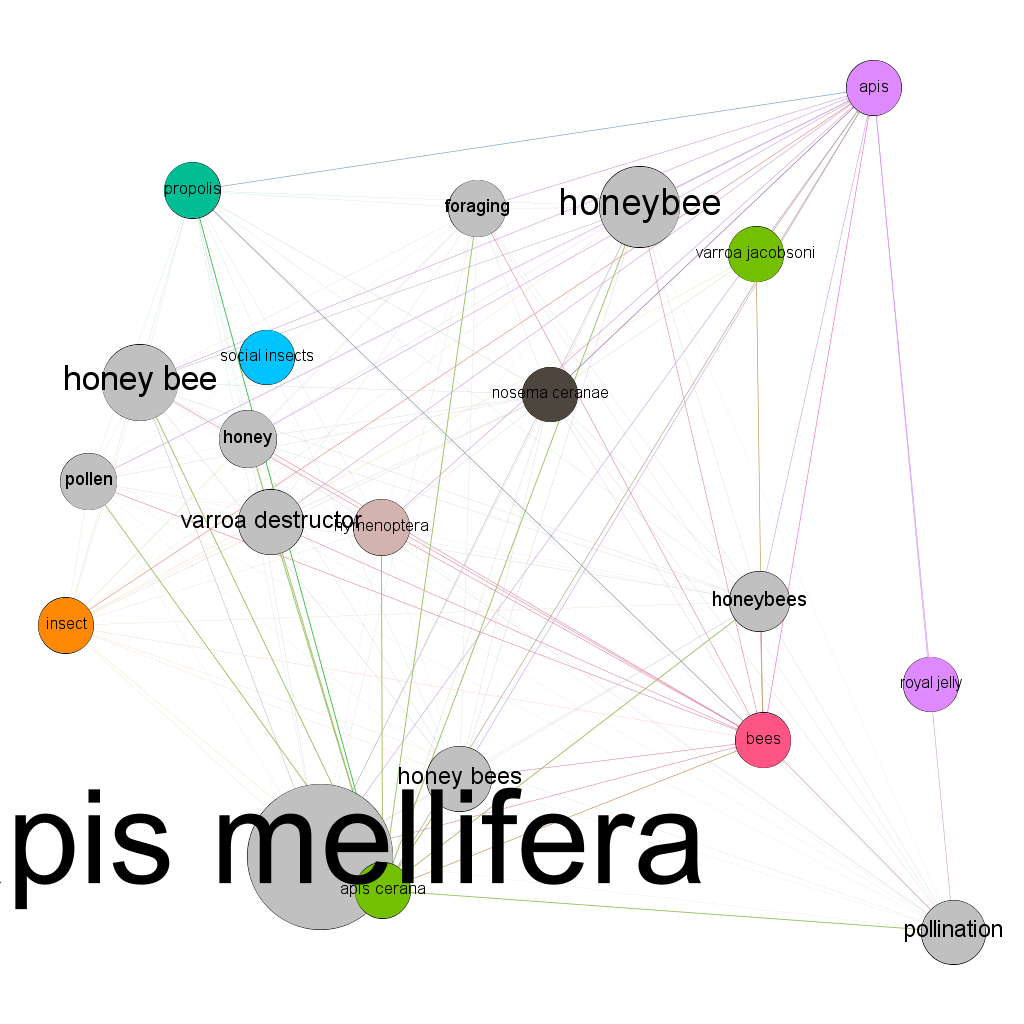 apis
propolis
foraging
honeybee
varroa jacobsoni
social insects
honey bee
nosema ceranae
honey
pollen
varroa destructor
hymenoptera
honeybees
insect
royal jelly
bees
honey bees
apis mellifera
apis cerana
pollination